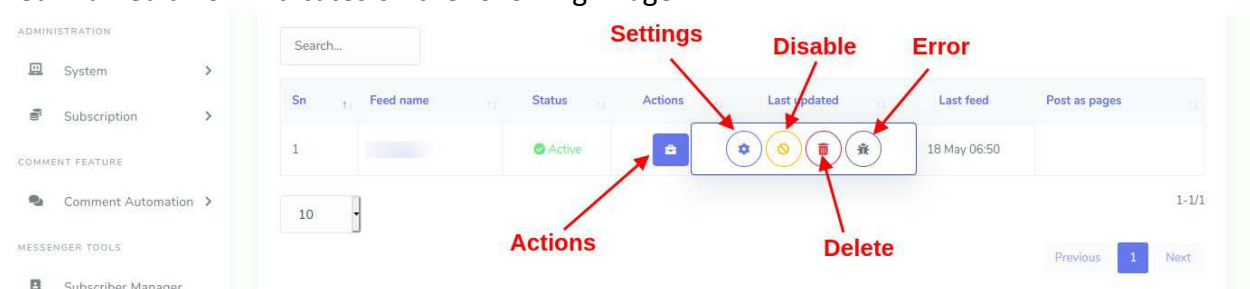 ADMINISTRATION
System
Subscription
COMMENT FEATURE
Comment Automation
MESSENGER TOOLS
Subscriber Manager
Search...
Settings
Disable
Error
Sn Feed name Status Actions Last updated Last feed Post as pages
1 Active 18 May 06:50
10
1-1/1
Actions
Delete
Previous 1 Next